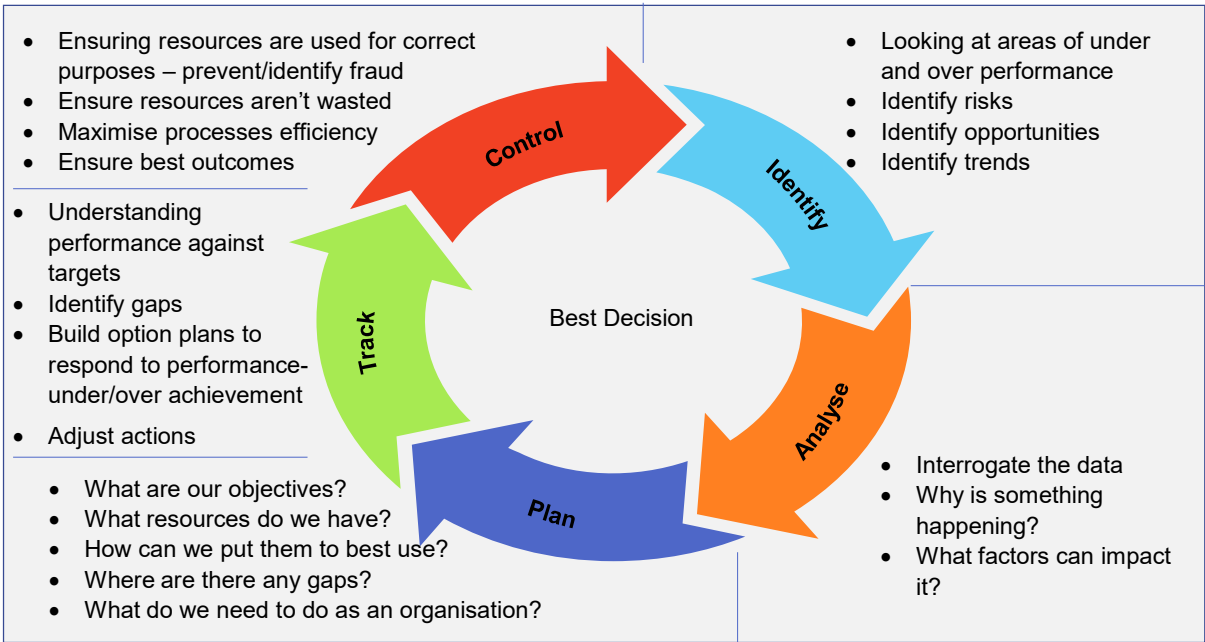 • Ensuring resources are used for correct
purposes – prevent/identify fraud
• Ensure resources aren't wasted
• Maximise processes efficiency
• Ensure best outcomes
Control
Identify
• Looking at areas of under
and over performance
• Identify risks
• Identify opportunities
• Identify trends
• Understanding
performance against
targets
• Identify gaps
• Build option plans to
respond to performance-
under/over achievement
• Adjust actions
Track
Best Decision
Analyse
• Interrogate the data
• Why is something
happening?
• What factors can impact
it?
Plan
• What are our objectives?
• What resources do we have?
• How can we put them to best use?
• Where are there any gaps?
• What do we need to do as an organisation?